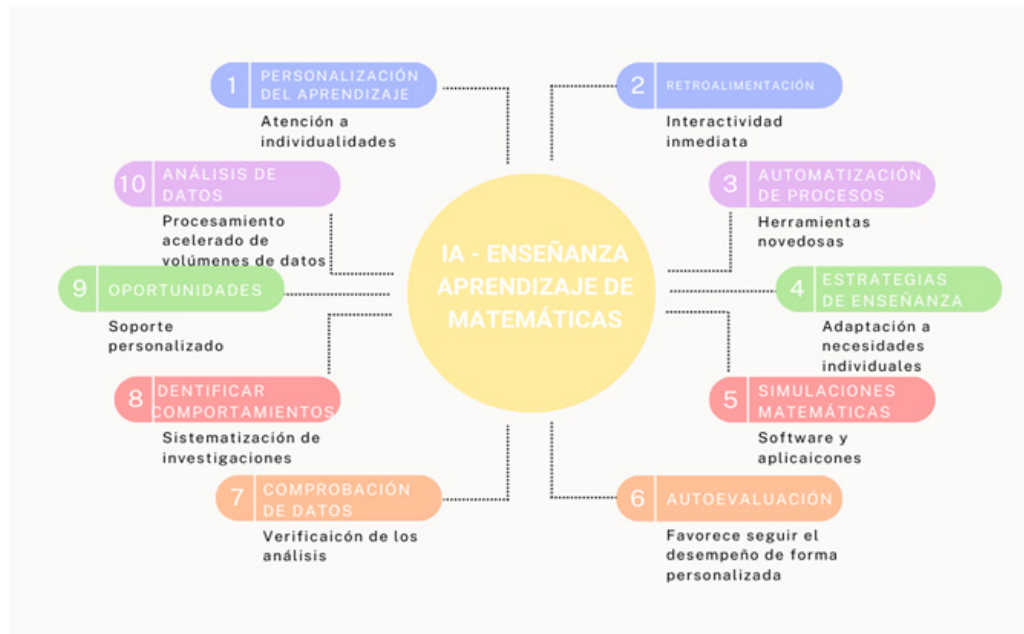 1
PERSONALIZACIÓN
DEL APRENDIZAJE
Atención a
individualidades
2
RETROALIMENTACIÓN
Interactividad
inmediata
10
ANÁLISIS DE
DATOS
Procesamiento
acelerado de
volúmenes de datos
3
AUTOMATIZACIÓN
DE PROCESOS
Herramientas
novedosas
IA - ENSEÑANZA
APRENDIZAJE DE
MATEMÁTICAS
9
OPORTUNIDADES
Soporte
personalizado
4
ESTRATEGIAS
DE ENSEÑANZA
Adaptación a
necesidades
individuales
8
DENTIFICAR
COMPORTAMIENTOS
Sistematización de
investigaciones
5
SIMULACIONES
MATEMÁTICAS
Software y
aplicaicones
7
COMPROBACIÓN
DE DATOS
Verificaicón de los
análisis
6
AUTOEVALUACIÓN
Favorece seguir el
desempeño de forma
personalizada